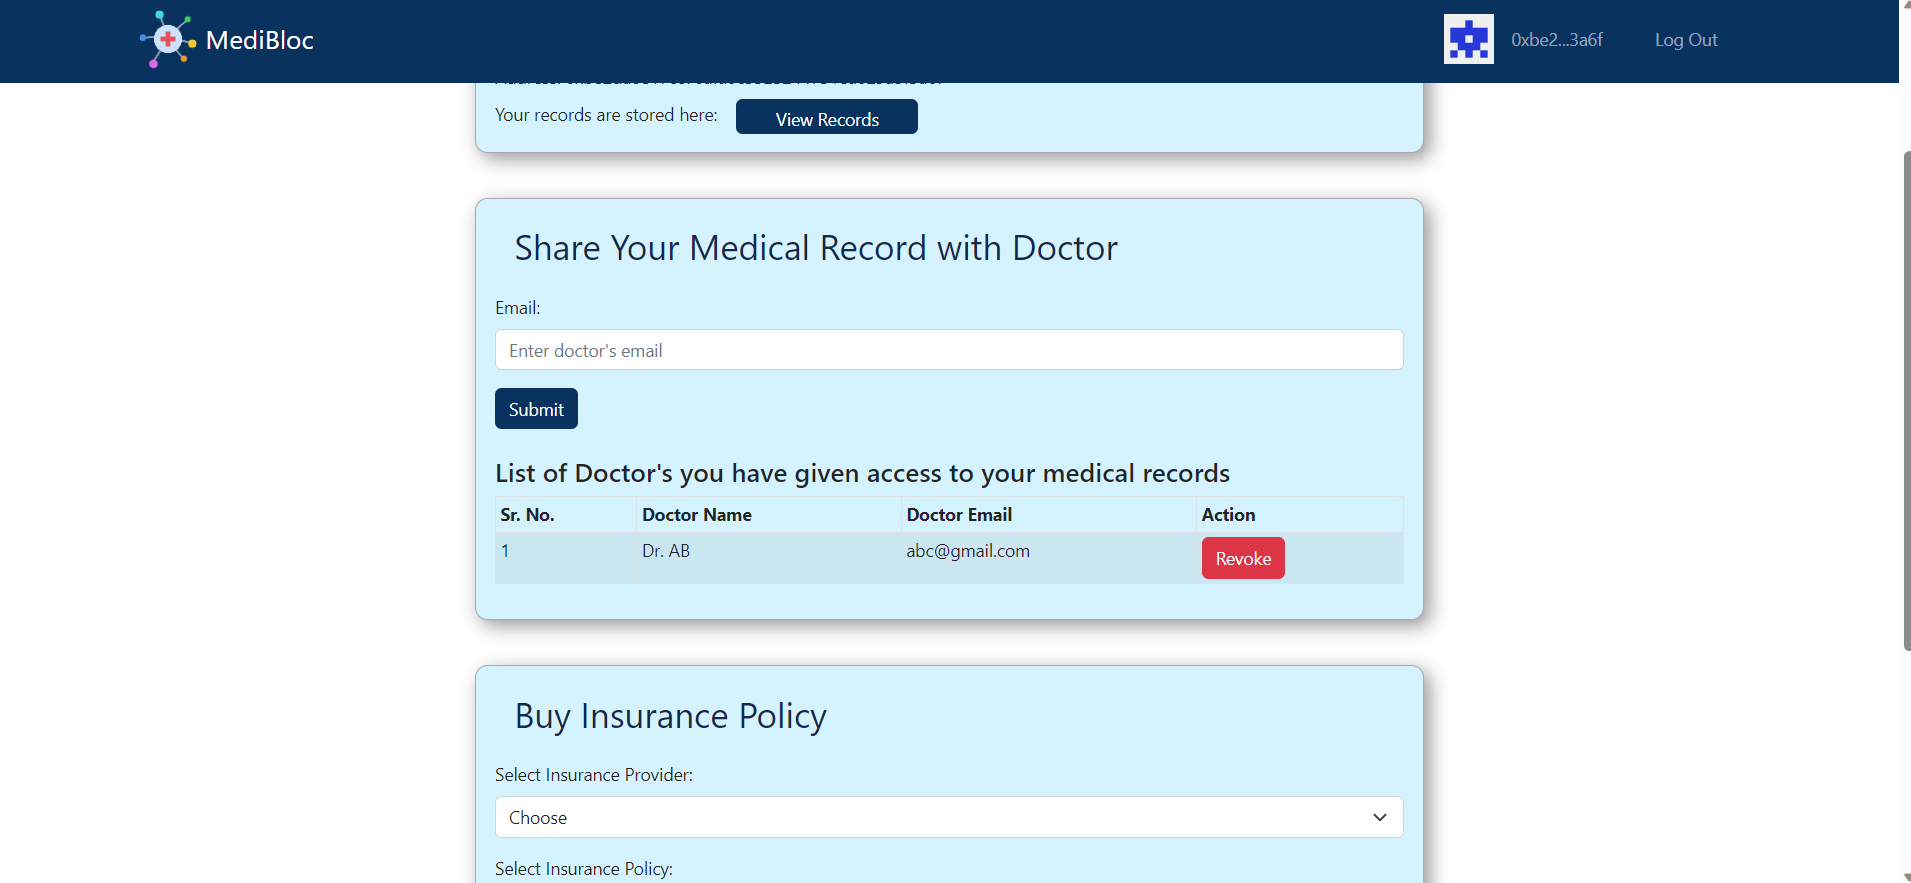 MediBloc
0xbe2...3a6f
Log Out
Your records are stored here:
View Records
Share Your Medical Record with Doctor
Email:
Enter doctor's email
Submit
List of Doctor's you have given access to your medical records
Sr. No. Doctor Name Doctor Email Action
1 Dr. AB abc@gmail.com Revoke
Buy Insurance Policy
Select Insurance Provider:
Choose
Select Insurance Policy: